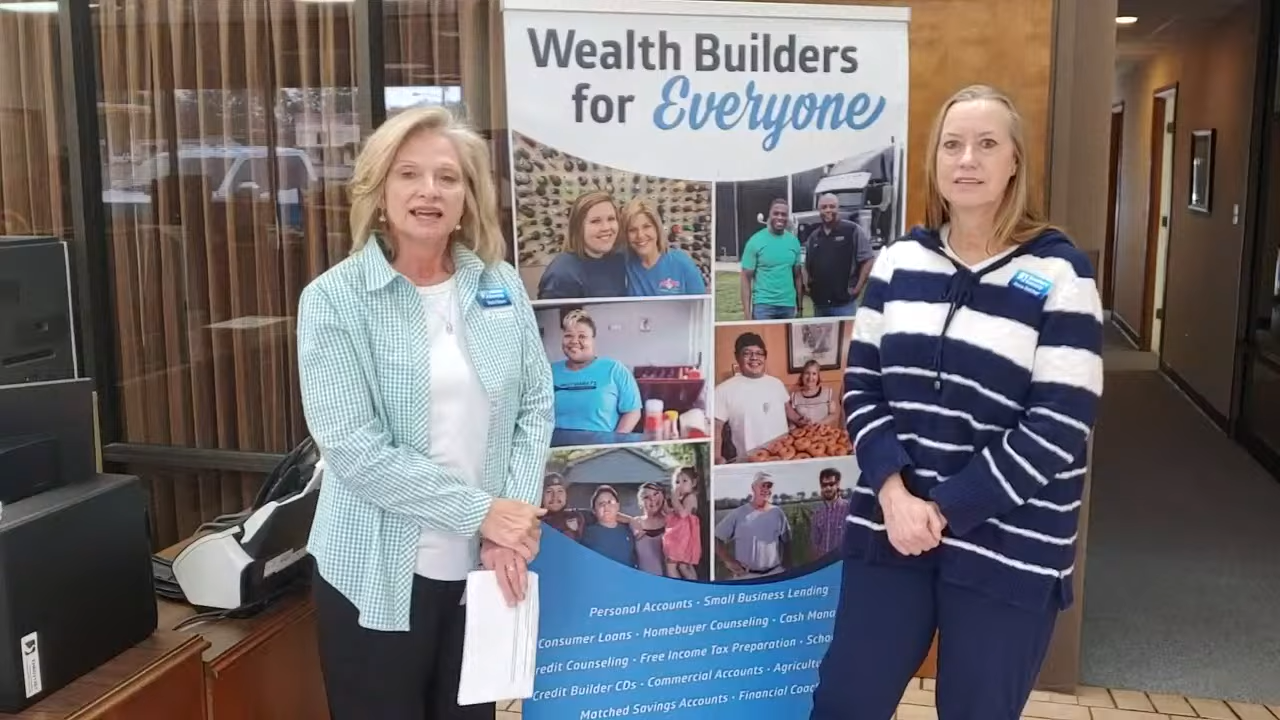 Wealth Builders
for Everyone
Personal Accounts · Small Business Lending
Consumer Loans · Homebuyer Counseling · Cash Mana
redit Counseling · Free Income Tax Preparation · Scho
Credit Builder CDs · Commercial Accounts · Agricultu
Matched Savings Accounts · Financial Coac